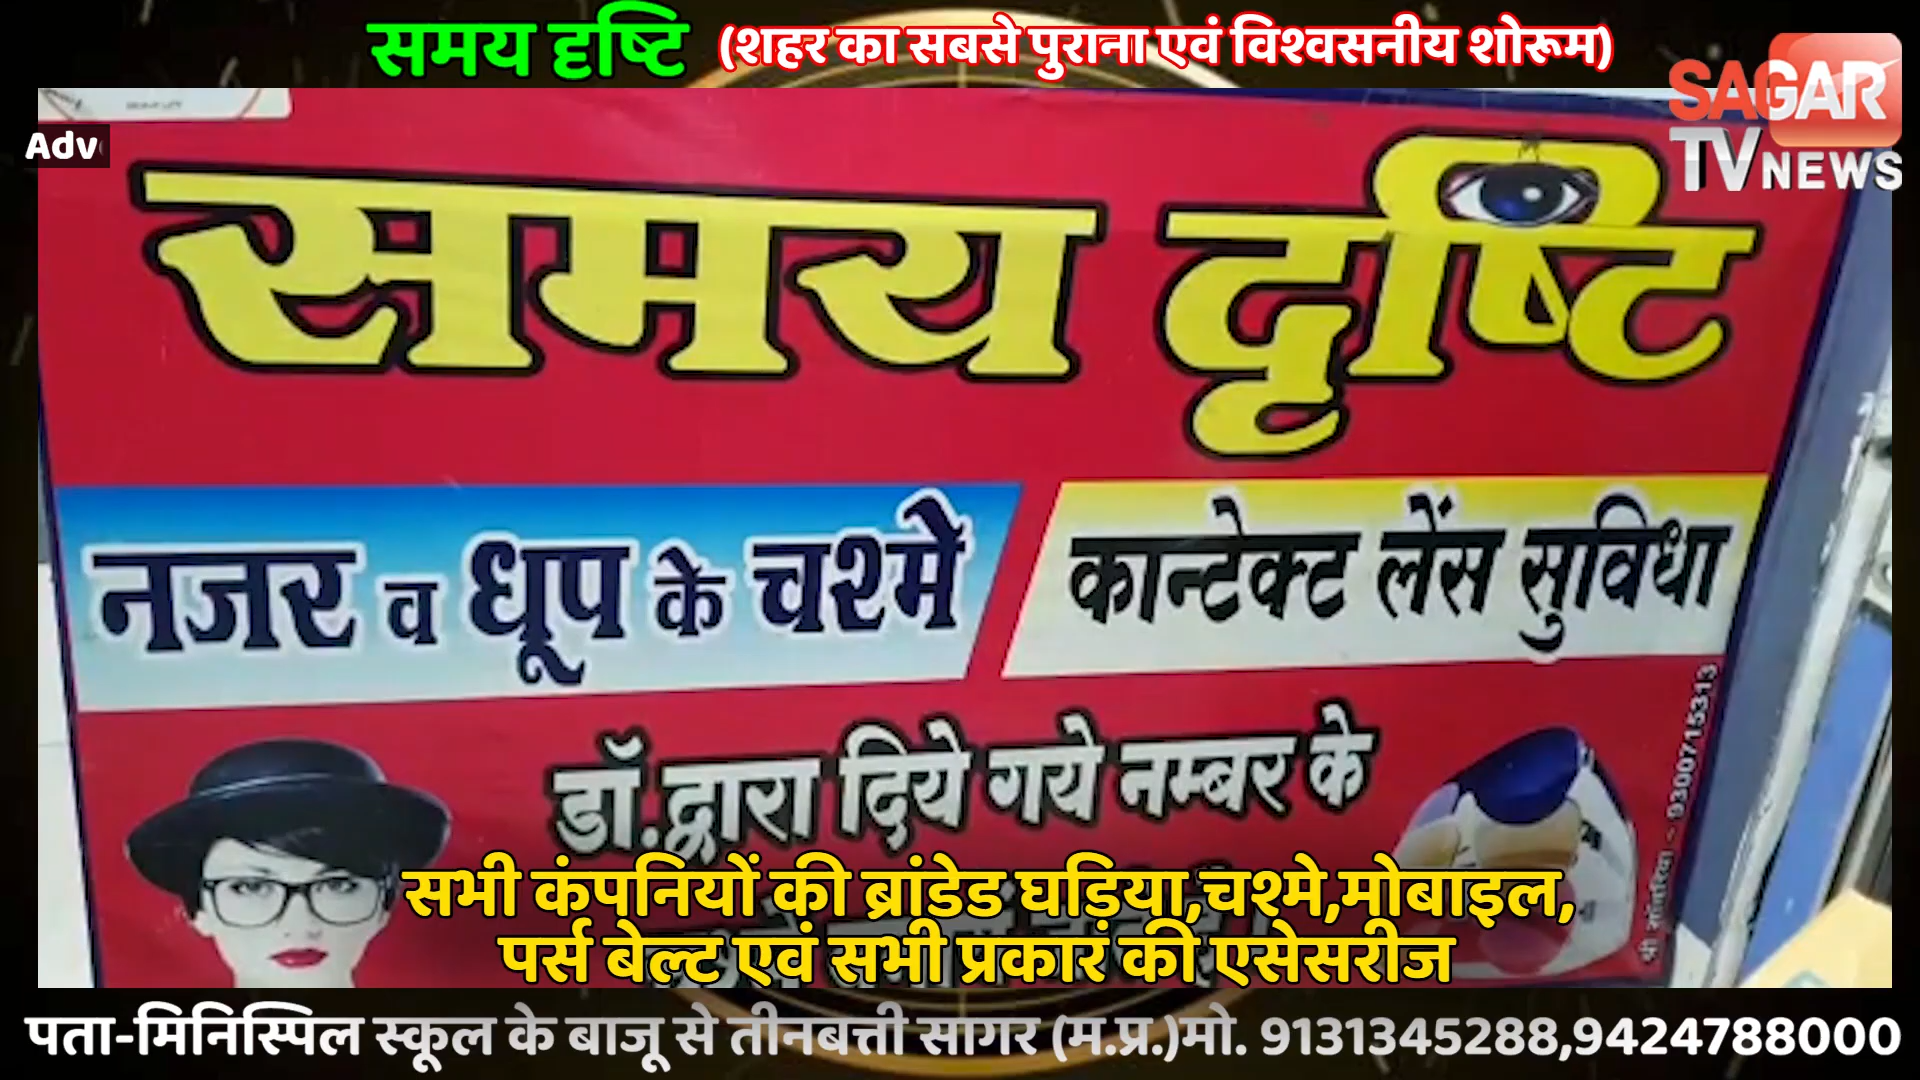 समय दृष्टि (शहर का सबसे पुराना एवं विश्वसनीय शोरूम)
SAGAR
TV NEWS
Adv
समय दृष्टि
नजर व धूप के चश्मे
कान्टेक्ट लेंस सुविधा
डॉ.द्वारा दिये गये नम्बर के
9300715313
सभी कंपनियों की ब्रांडेड घड़िया,चश्मे,मोबाइल,
पर्स बेल्ट एवं सभी प्रकार की एसेसरीज
पता-मिनिस्पिल स्कूल के बाजू से तीनबत्ती सागर (म.प्र.)मो. 9131345288,9424788000